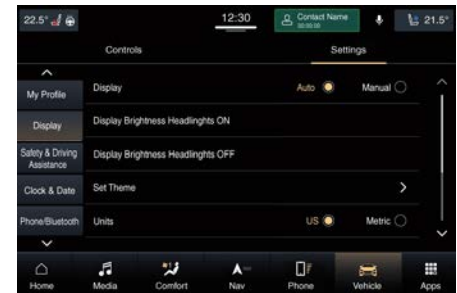 22.5°
12:30
Contact Name
00:00:00
21.5°
Controls
Settings
My Profile
Display
Auto
Manual
Display
Display Brightness Headlinghts ON
Safety & Driving
Assistance
Display Brightness Headlinghts OFF
Clock & Date
Set Theme
Phone/Bluetooth
Units
US
Metric
Home
Media
Comfort
Nav
Phone
Vehicle
Apps